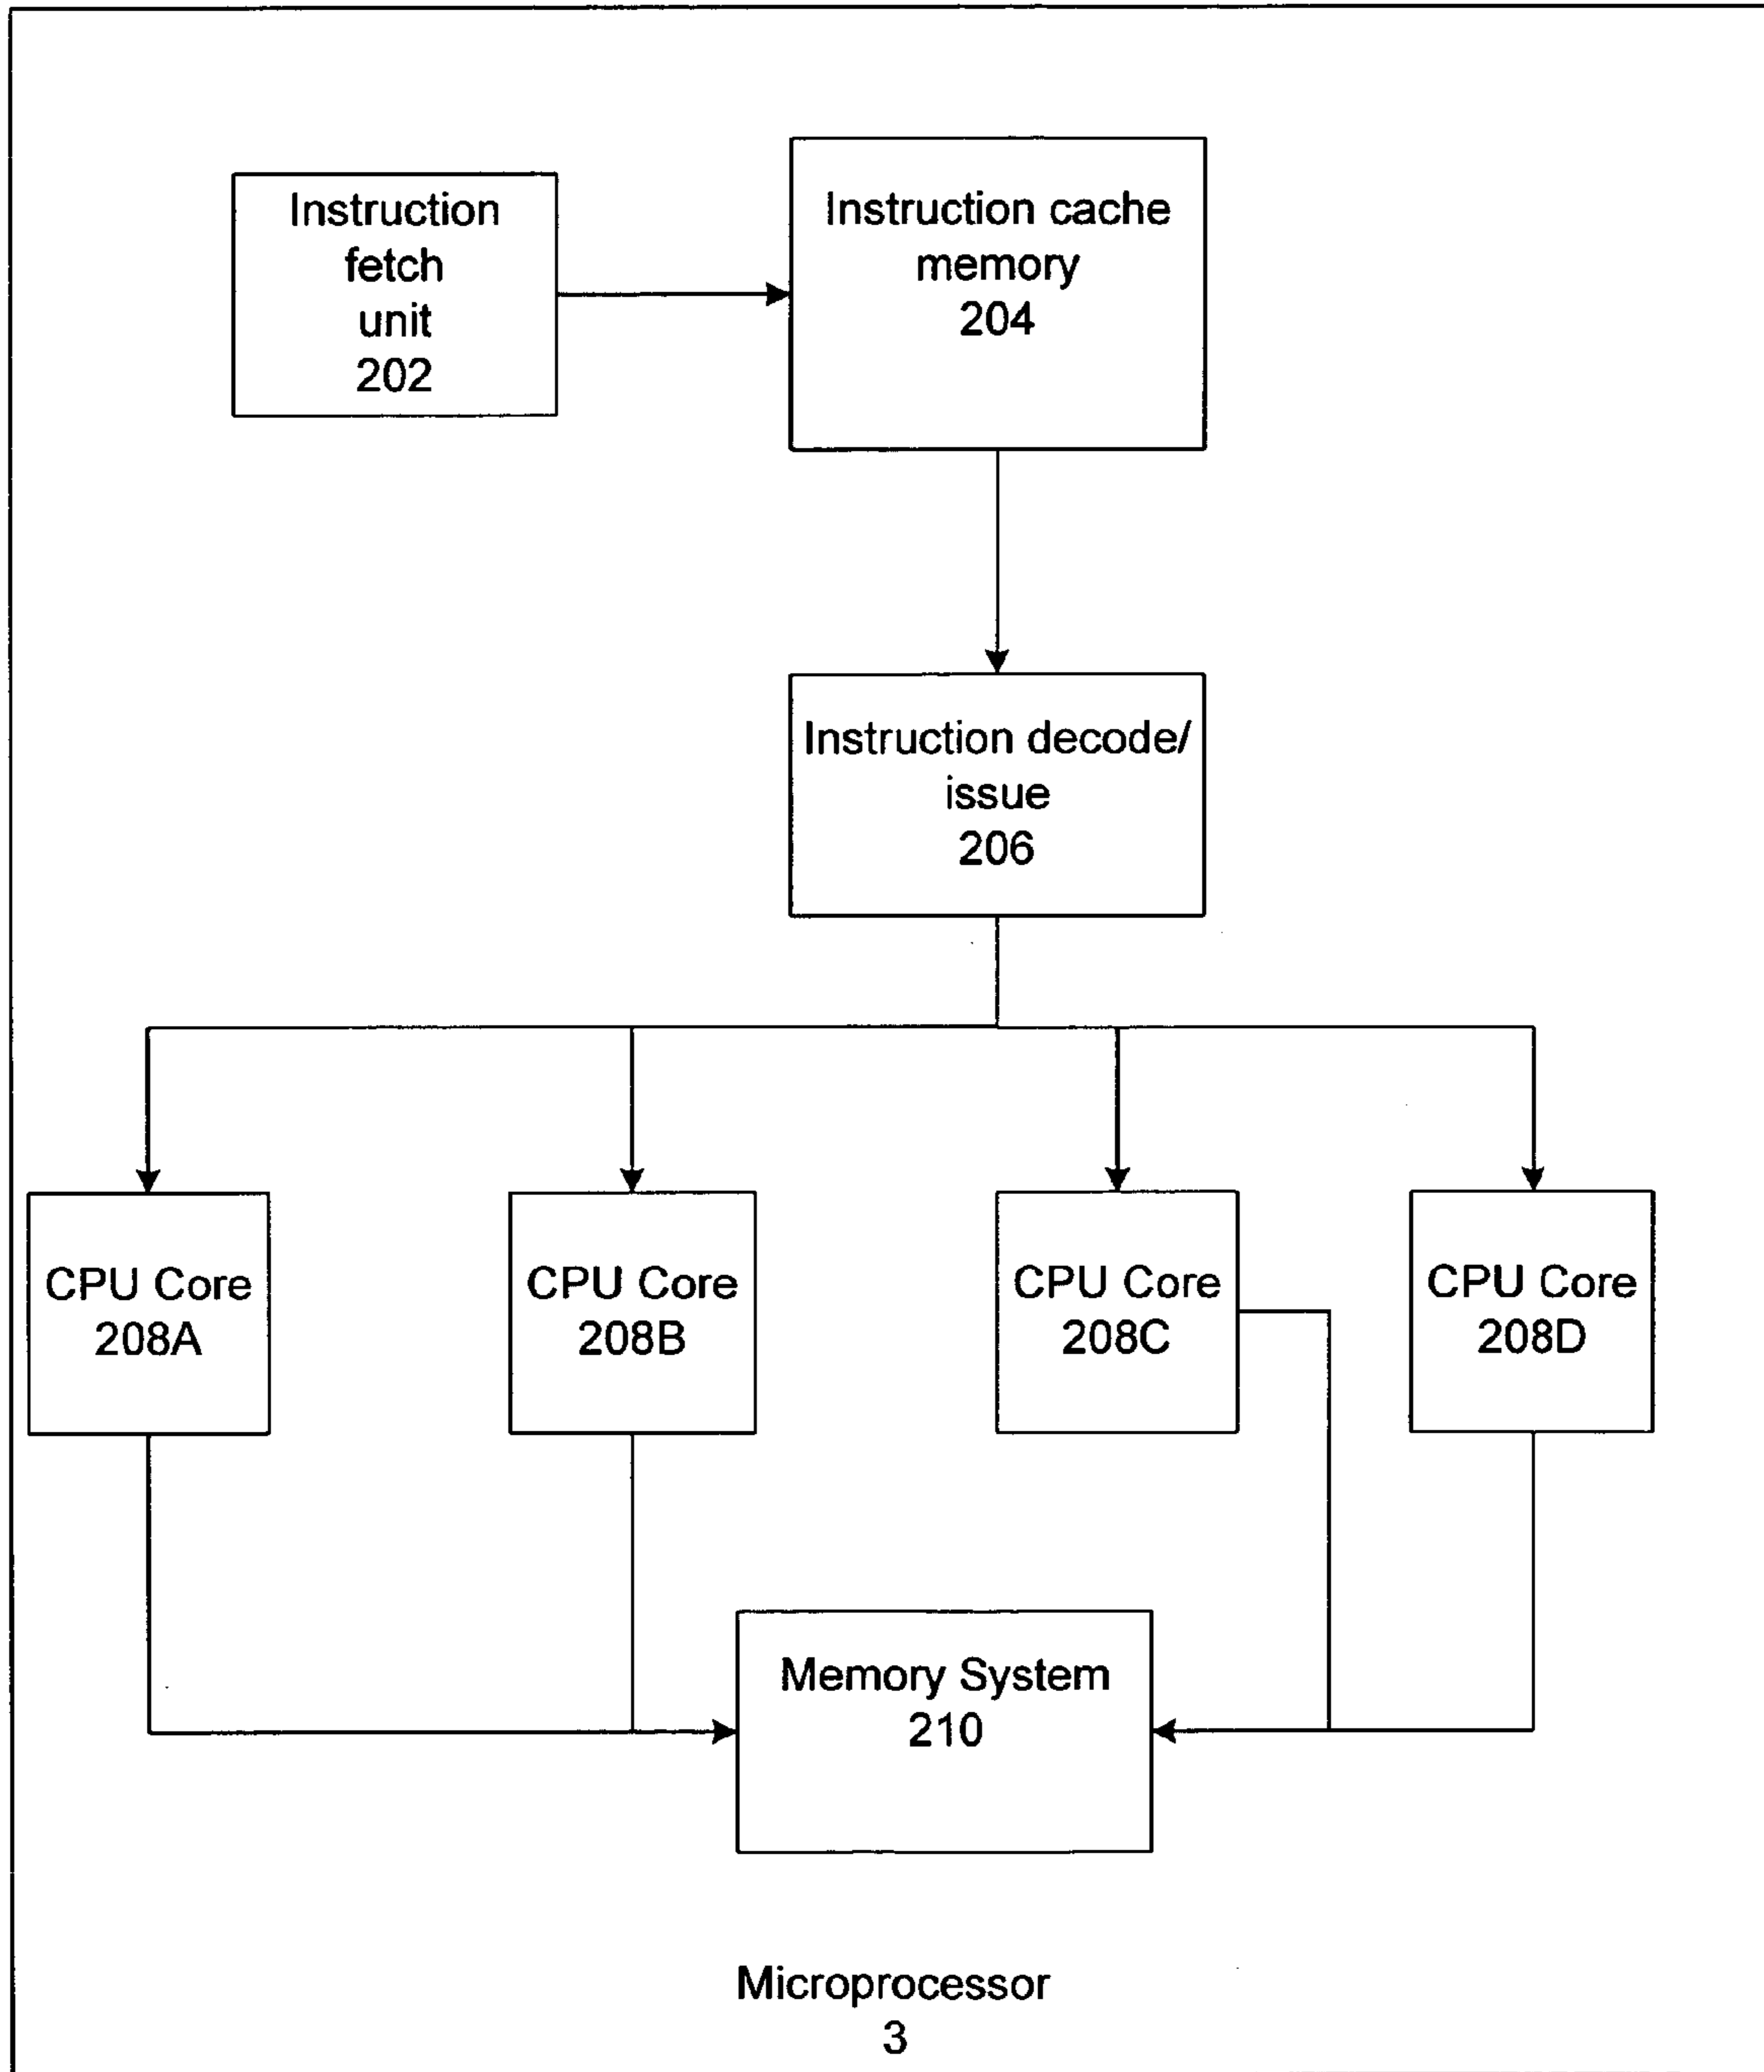 Instruction
fetch
unit
202
Instruction cache
memory
204
Instruction decode/
issue
206
CPU Core
208A
CPU Core
208B
CPU Core
208C
CPU Core
208D
Memory System
210
Microprocessor
3